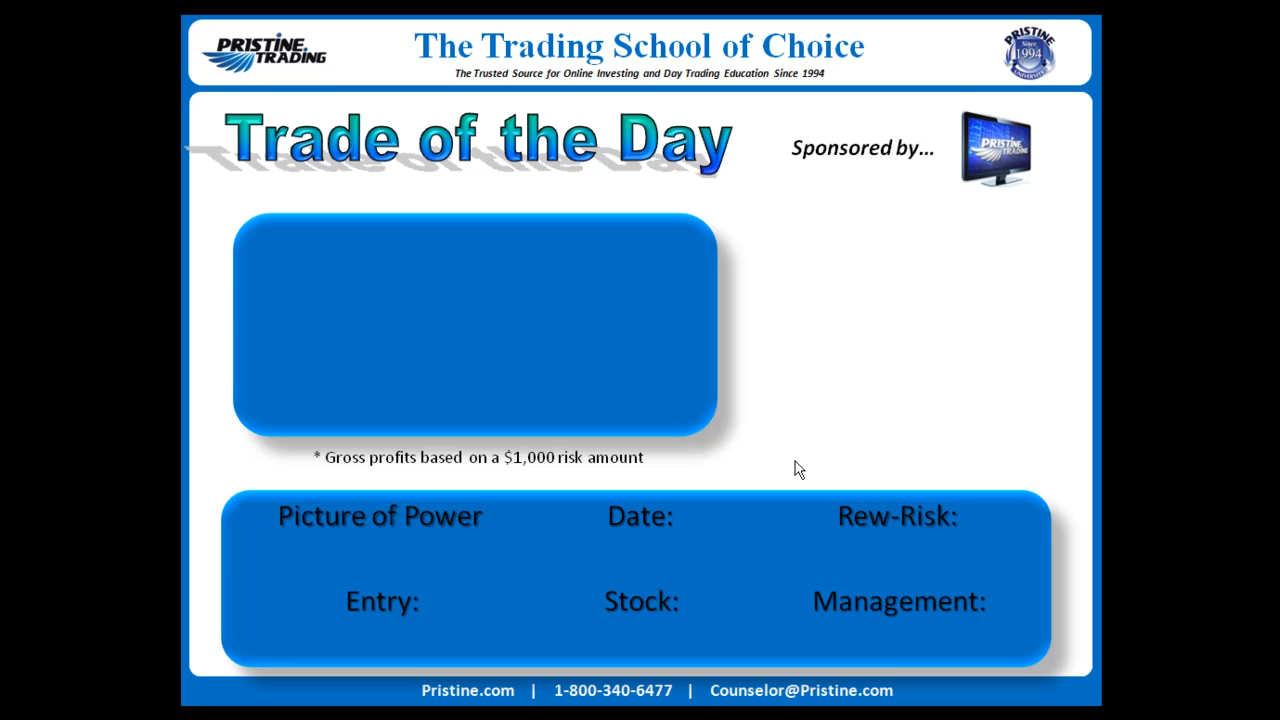 PRISTINE
TRADING
The Trading School of Choice
The Trusted Source for Online Investing and Day Trading Education Since 1994
PRISTINE
Since
1994
UNIVERSITY
Trade of the Day
Sponsored by...
PRISTINE
TRADING
* Gross profits based on a $1,000 risk amount
Picture of Power
Date:
Rew-Risk:
Entry:
Stock:
Management:
Pristine.com | 1-800-340-6477 | Counselor@Pristine.com